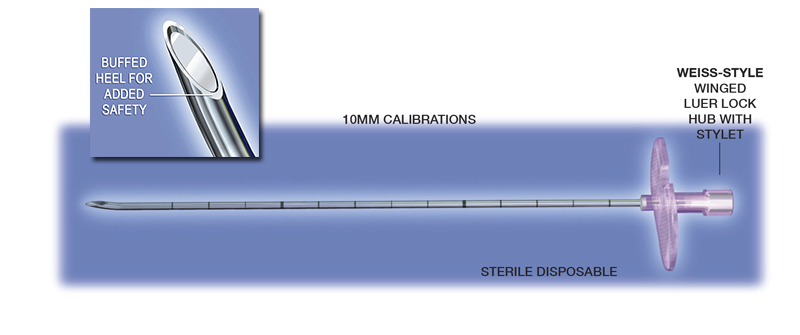 BUFFED
HEEL FOR
ADDED
SAFETY
10MM CALIBRATIONS
WEISS-STYLE
WINGED
LUER LOCK
HUB WITH
STYLET
STERILE DISPOSABLE